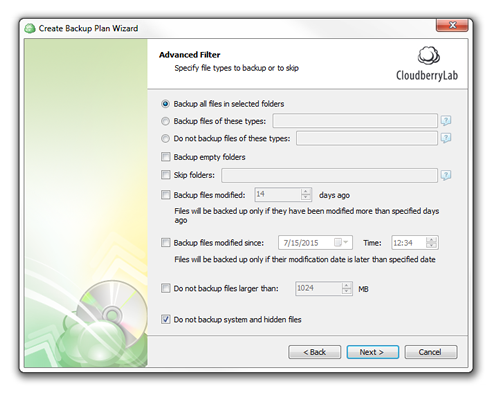 Create Backup Plan Wizard
Advanced Filter
Specify file types to backup or to skip
CloudberryLab
Backup all files in selected folders
Backup files of these types:
Do not backup files of these types:
Backup empty folders
Skip folders:
Backup files modified: 14 days ago
Files will be backed up only if they have been modified more than specified days
ago
Backup files modified since: 7/15/2015 Time: 12:34
Files will be backed up only if their modification date is later than specified date
Do not backup files larger than: 1024 MB
Do not backup system and hidden files
< Back Next > Cancel